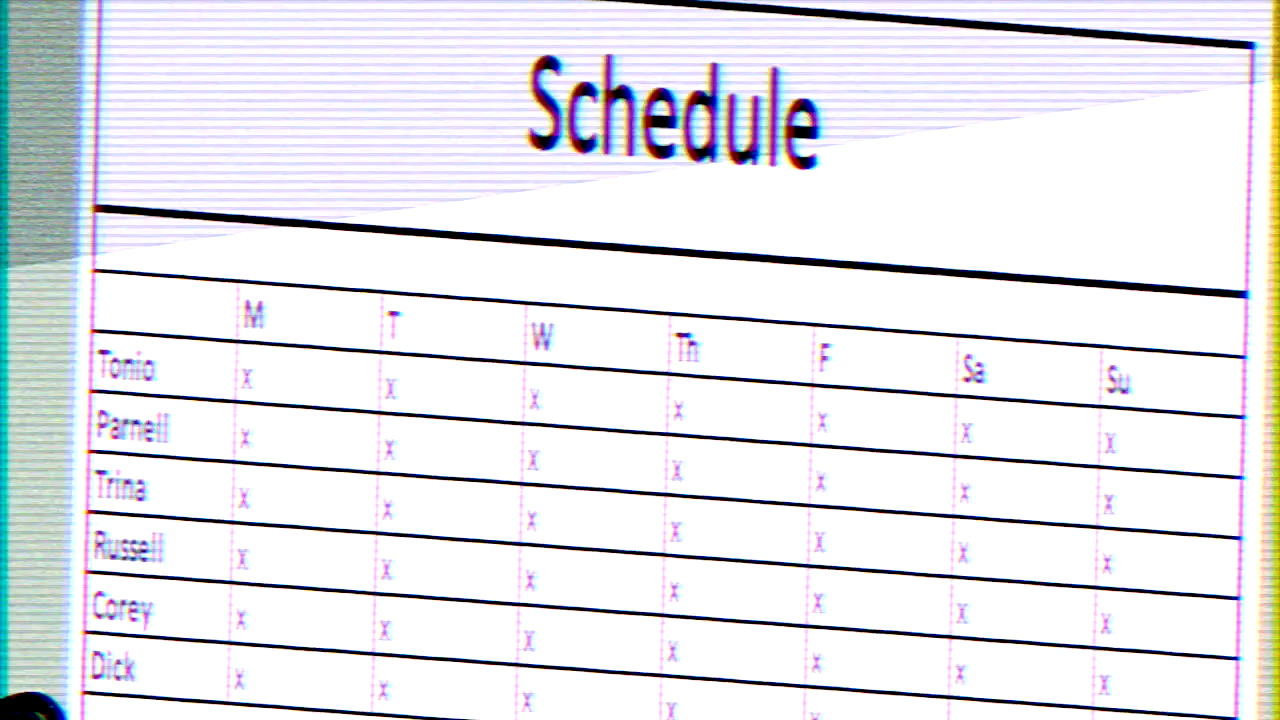 Schedule
M T W Th F Sa Su
Tonio x x x x x x x
Parnell x x x x x x x
Trina x x x x x x x
Russell x x x x x x x
Corey x x x x x x x
Dick x x x x x x x